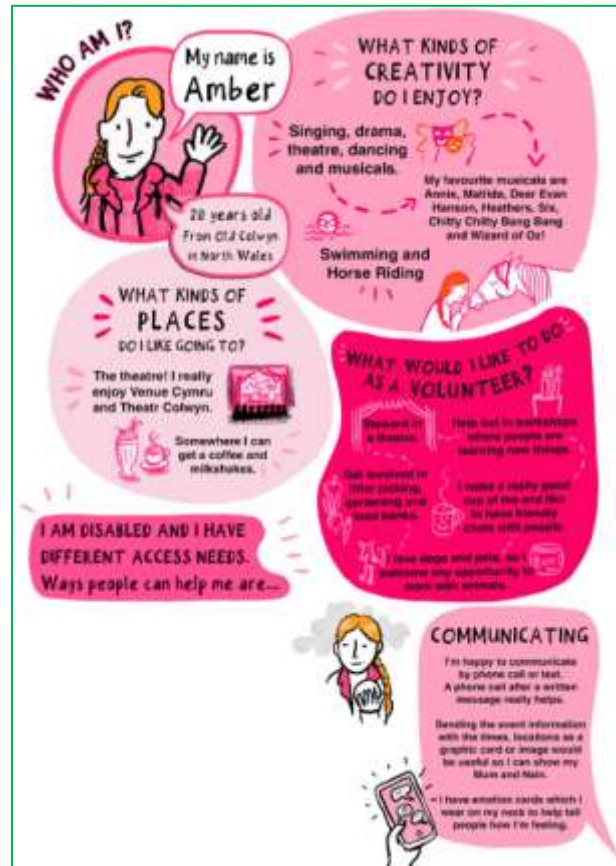 WHO AM I?
My name is
Amber
28 years old
From Old Colwyn
in North Wales
WHAT KINDS OF
CREATIVITY
DO I ENJOY?
Singing, drama,
theatre, dancing
and musicals.
My favourite musicals are
Annie, Matilda, Dear Evan
Hanson, Heathers, Six,
Chitty Chitty Bang Bang
and Wizard of Oz!
Swimming and
Horse Riding
WHAT KINDS OF
PLACES
DO I LIKE GOING TO?
The theatre! I really
enjoy Venue Cymru
and Theatr Colwyn.
Somewhere I can
get a coffee and
milkshakes.
WHAT WOULD I LIKE TO DO
AS A VOLUNTEER?
Steward in
a theatre.
Help out in workshops
where people are
learning new things.
Get involved in
litter picking,
gardening and
food banks.
I make a really good
cup of tea and like
to have friendly
chats with people.
I love dogs and pets, so I
welcome any opportunity to
work with animals.
I AM DISABLED AND I HAVE
DIFFERENT ACCESS NEEDS.
Ways people can help me are...
COMMUNICATING
I'm happy to communicate
by phone call or text.
A phone call after a written
message really helps.
Sending the event information
with the times, locations as a
graphic card or image would
be useful so I can show my
Mum and Nain.
I have emotion cards which I
wear on my neck to help tell
people how I'm feeling.